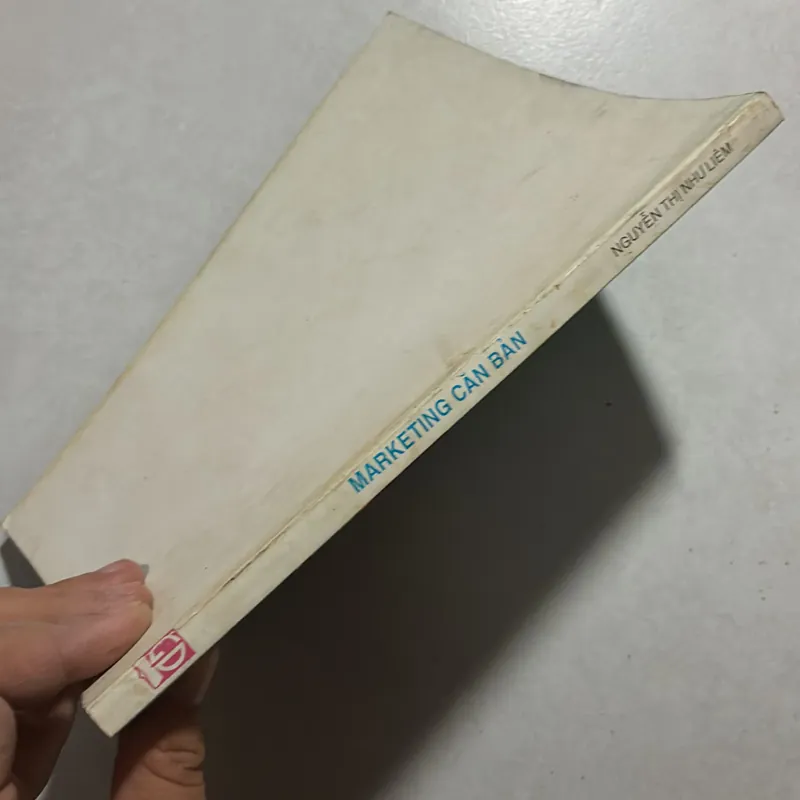 NGUYỄN THỊ NHƯ LIÊM
MARKETING CĂN BẢN